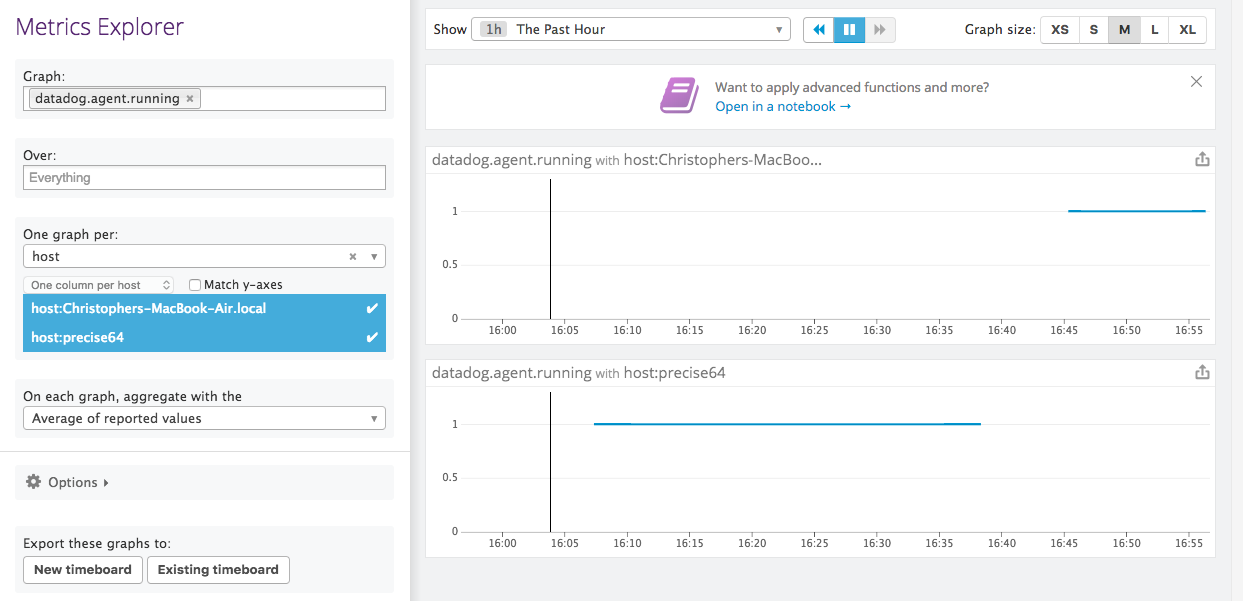 Metrics Explorer
Graph:
datadog.agent.running ×
Over:
Everything
One graph per:
host × ▼
One column per host Match y-axes
host:Christophers-MacBook-Air.local ✔
host:precise64 ✔
On each graph, aggregate with the
Average of reported values ▼
Options
Export these graphs to:
New timeboard Existing timeboard
Show 1h The Past Hour ▼ Graph size: XS S M L XL
Want to apply advanced functions and more?
Open in a notebook →
datadog.agent.running with host:Christophers-MacBoo...
1
0.5
0
16:00 16:05 16:10 16:15 16:20 16:25 16:30 16:35 16:40 16:45 16:50 16:55
datadog.agent.running with host:precise64
1
0.5
0
16:00 16:05 16:10 16:15 16:20 16:25 16:30 16:35 16:40 16:45 16:50 16:55